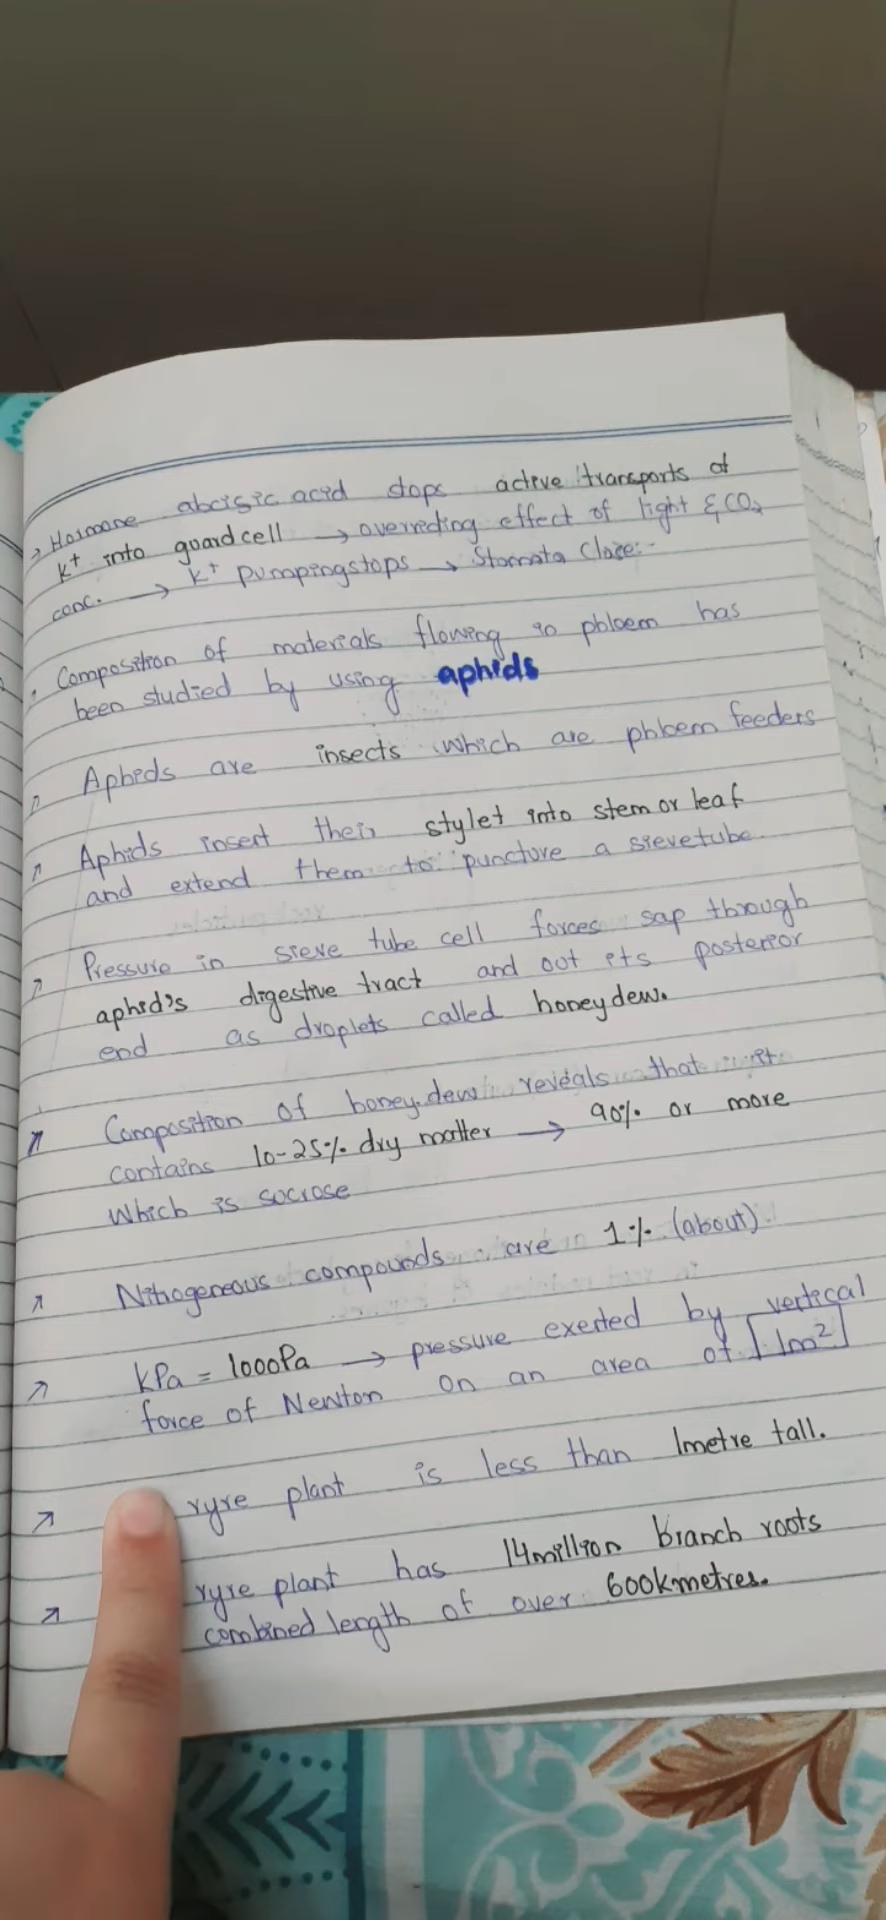 → Hormone abcisic acid stops active transports of
K+ into guard cell → overreding effect of light & CO2
conc. → K+ pumping stops → Stomata Close:-
Composition of materials flowing in phloem has
been studied by using aphids
Aphids are insects which are phloem feeders
Aphids insert their stylet into stem or leaf
and extend them to puncture a sieve tube.
Pressure in sieve tube cell forces sap through
aphid's digestive tract and out its posterior
end as droplets called honeydew.
Composition of honey.dew reveals that it
contains 10-25% dry matter → 90% or more
which is sucrose
Nitrogeneous compounds are 1% (about)
kPa = 1000Pa → pressure exerted by vertical
force of Newton on an area of 1m²
ryre plant is less than 1metre tall.
ryre plant has 14million branch roots
combined length of over 600kmetres.